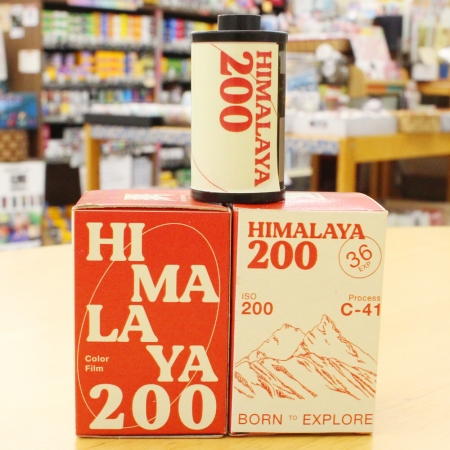 HIMALAYA
200
HI
MA
LA
YA
Color
Film
200
HIMALAYA
200
36
EXP
ISO
200
Process
C-41
BORN TO EXPLORE